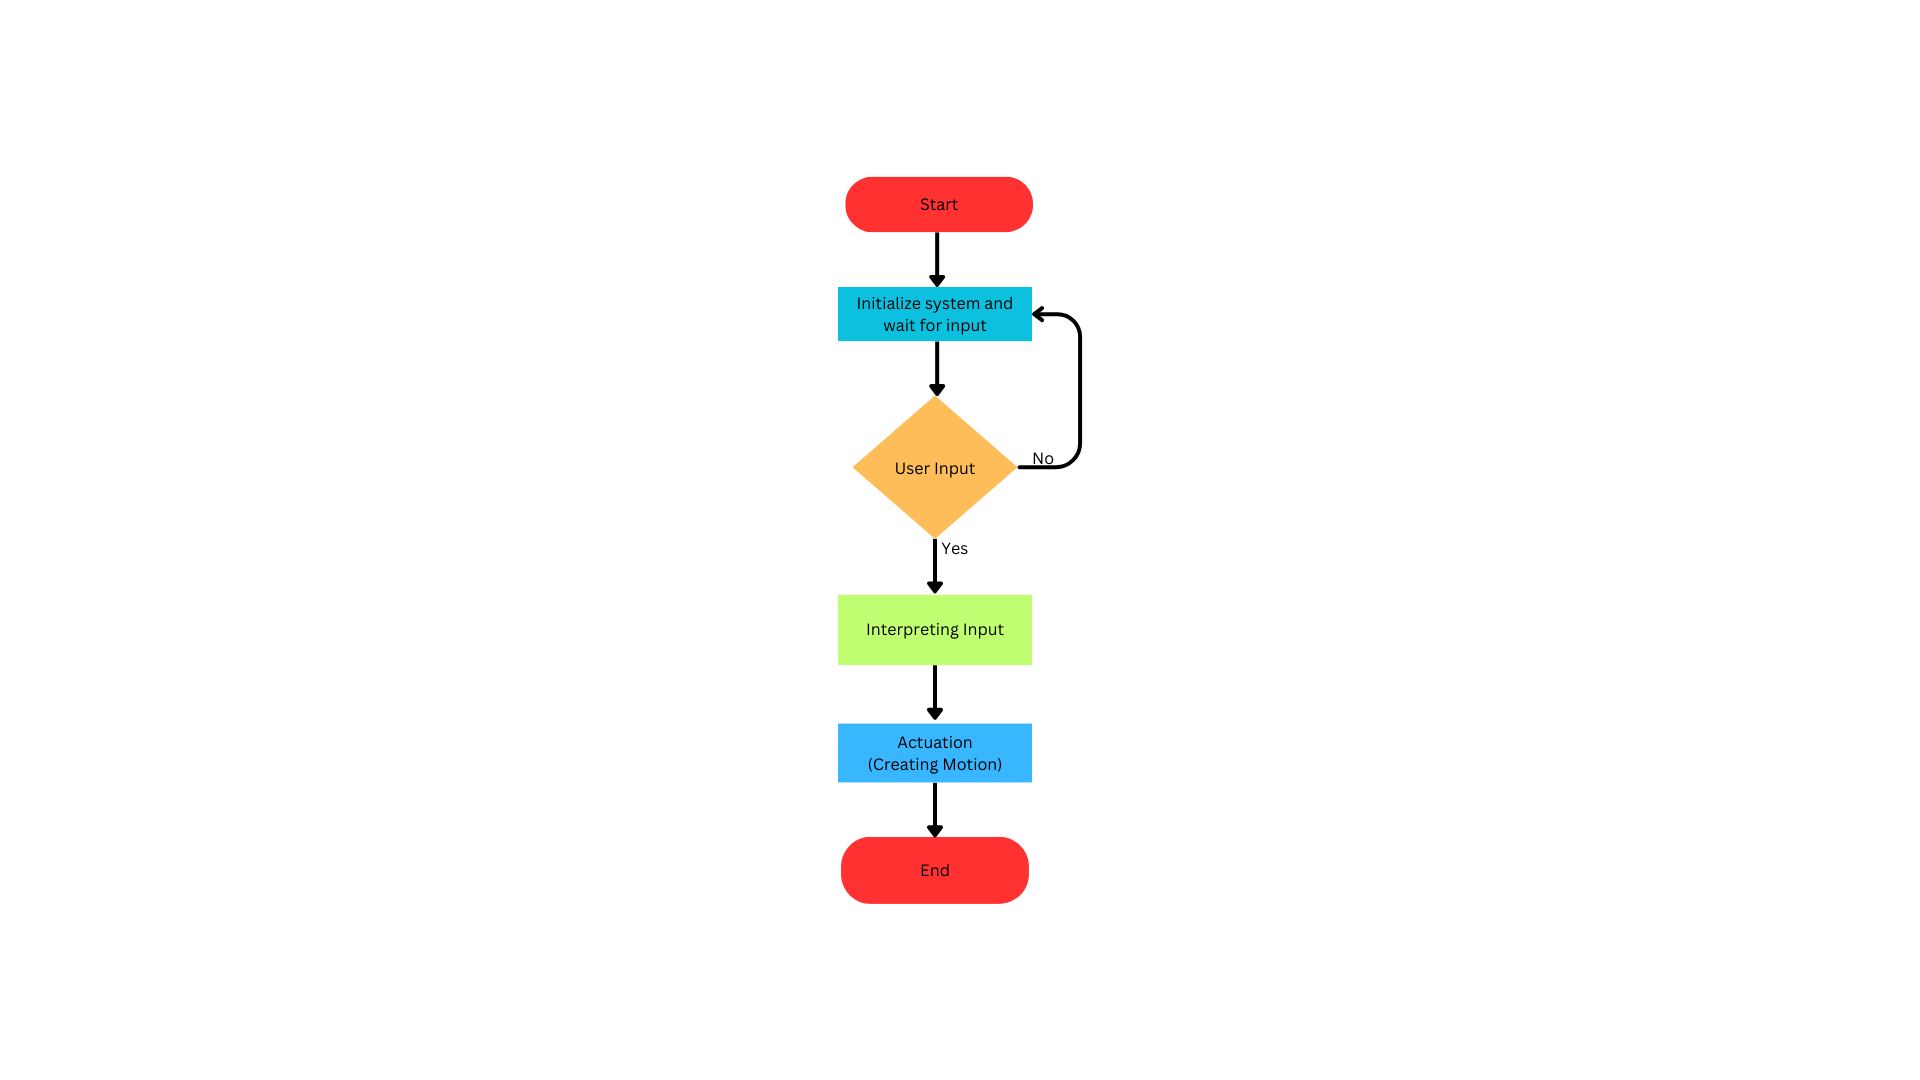 Start
Initialize system and
wait for input
User Input
No
Yes
Interpreting Input
Actuation
(Creating Motion)
End